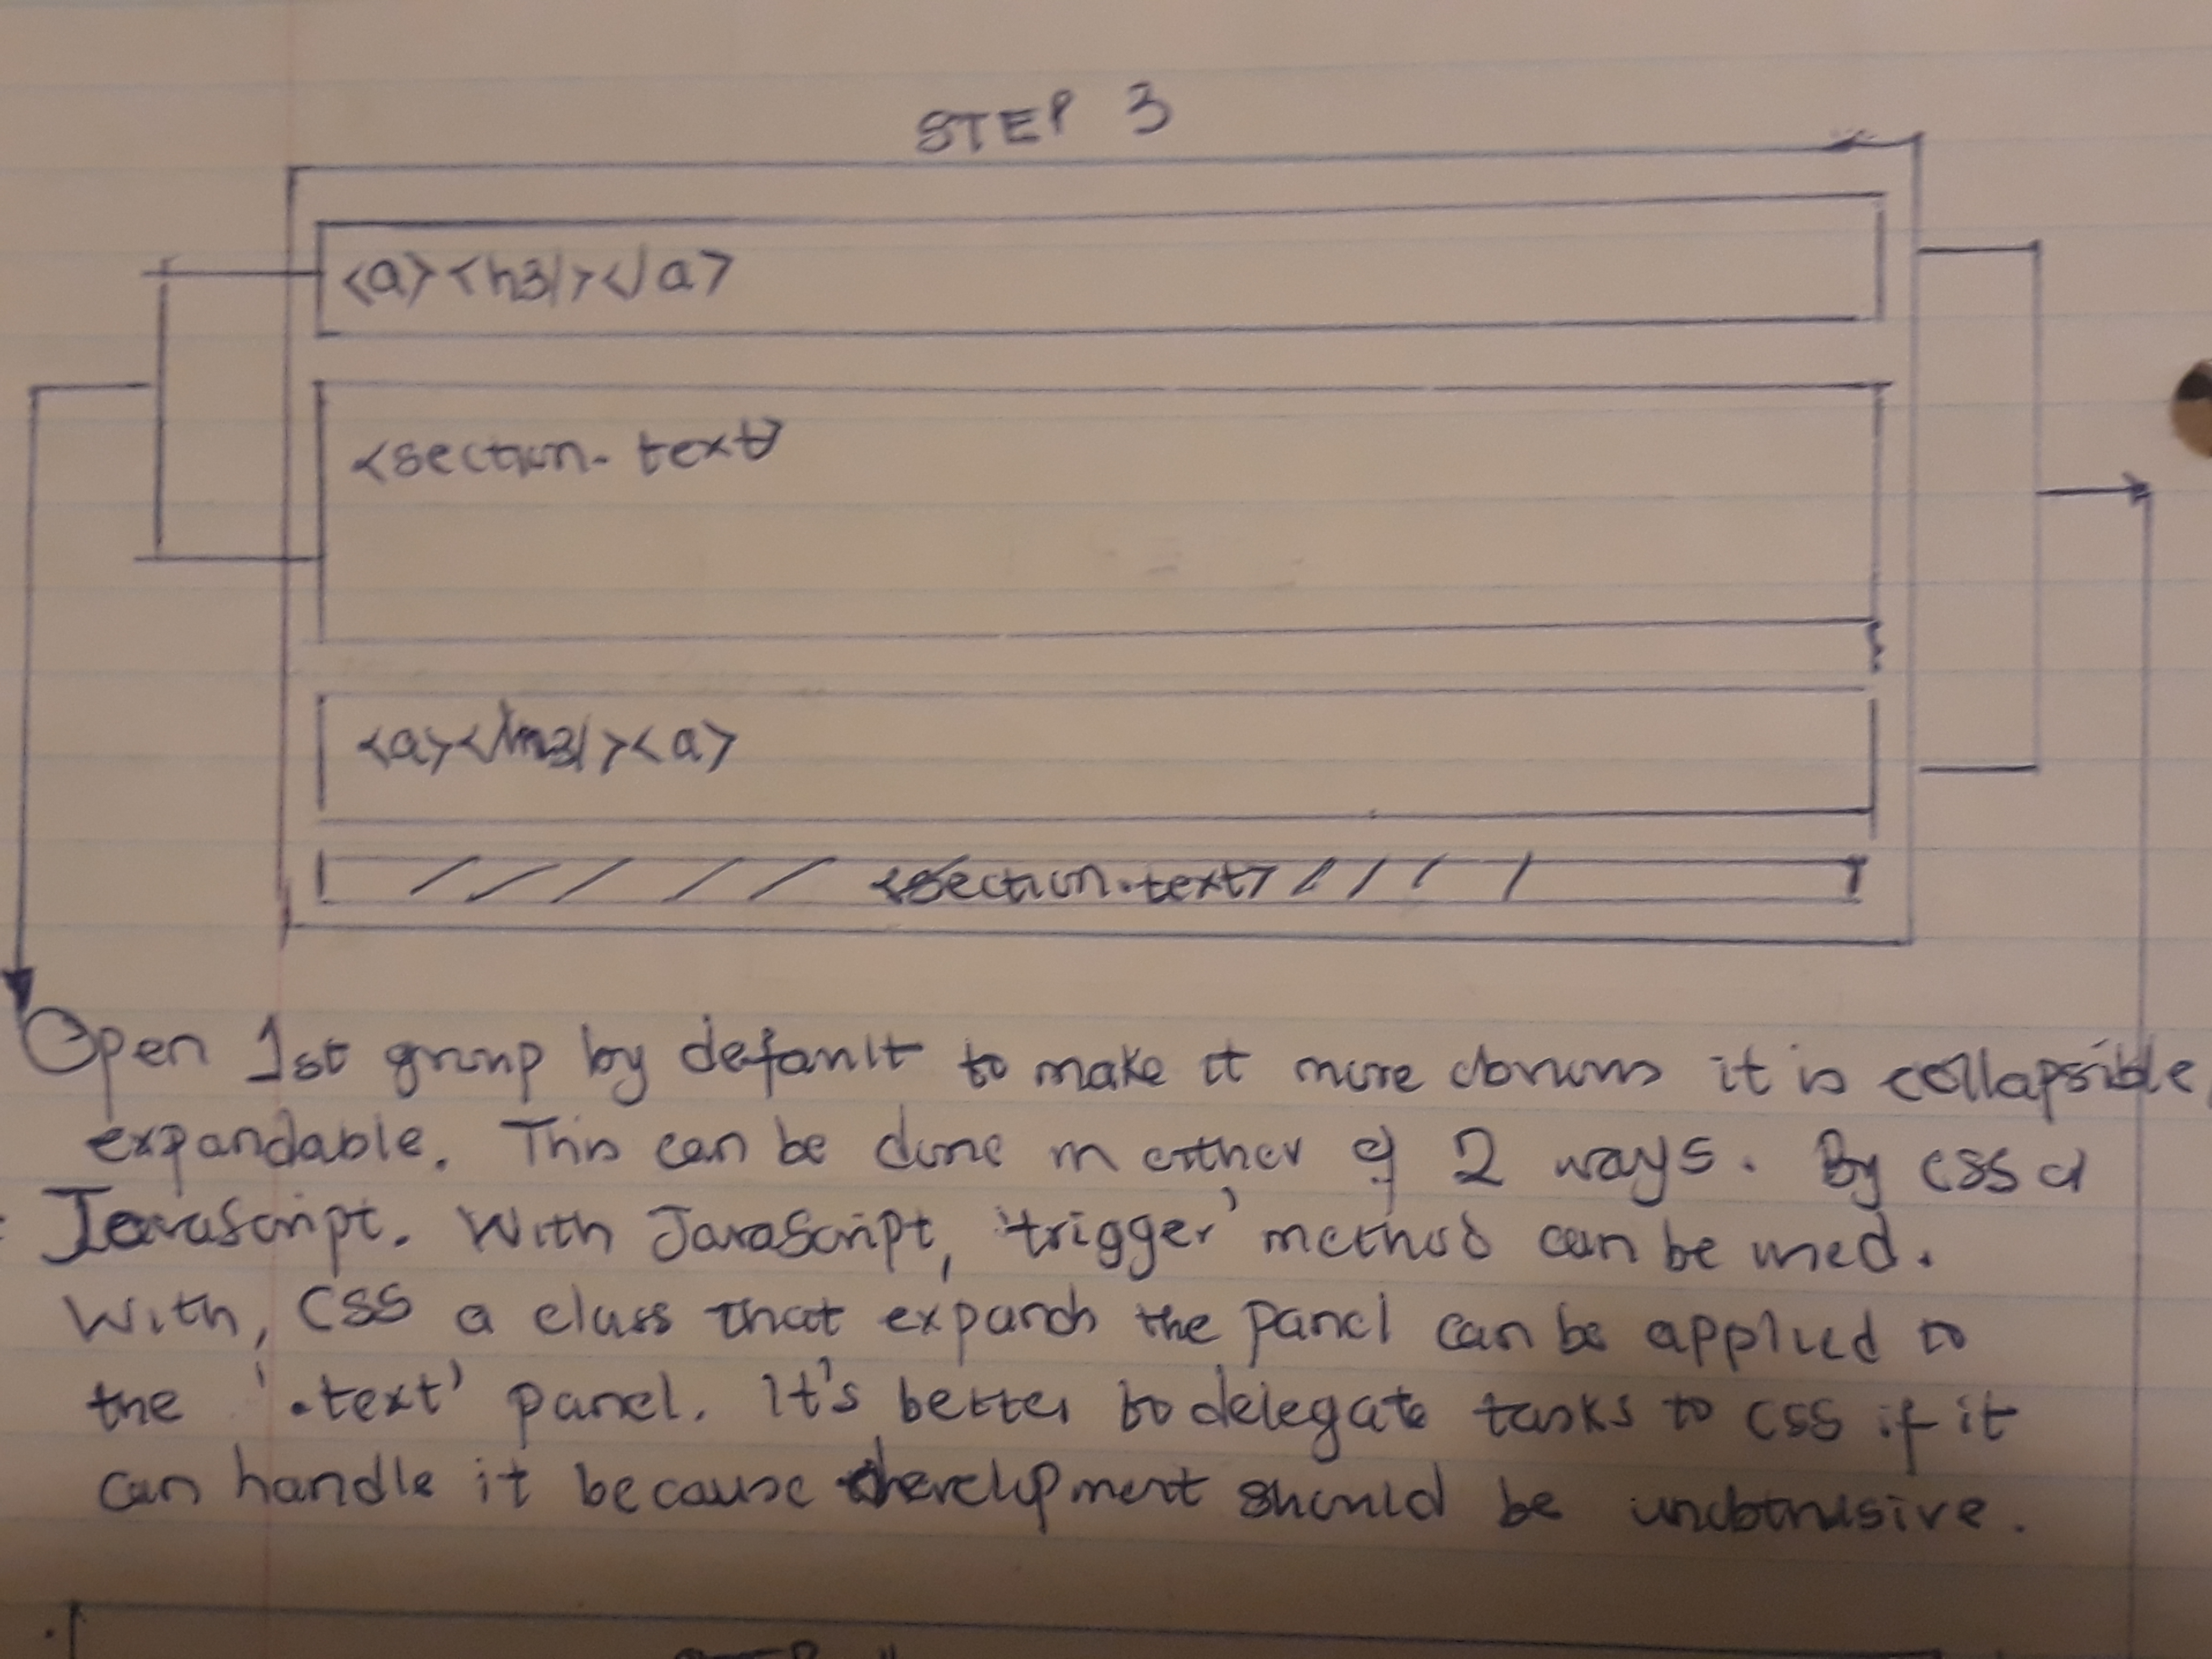 STEP 3
<a><h3/></a>
<section.text>
<a><h3/><a>
<section.text>
Open 1st group by default to make it more obvious it is collapsible,
expandable. This can be done in either of 2 ways. By CSS or
JavaScript. With JavaScript, 'trigger' method can be used.
With, CSS a class that expands the panel can be applied to
the '.text' panel. It's better to delegate tasks to CSS if it
can handle it because development should be unobtrusive.